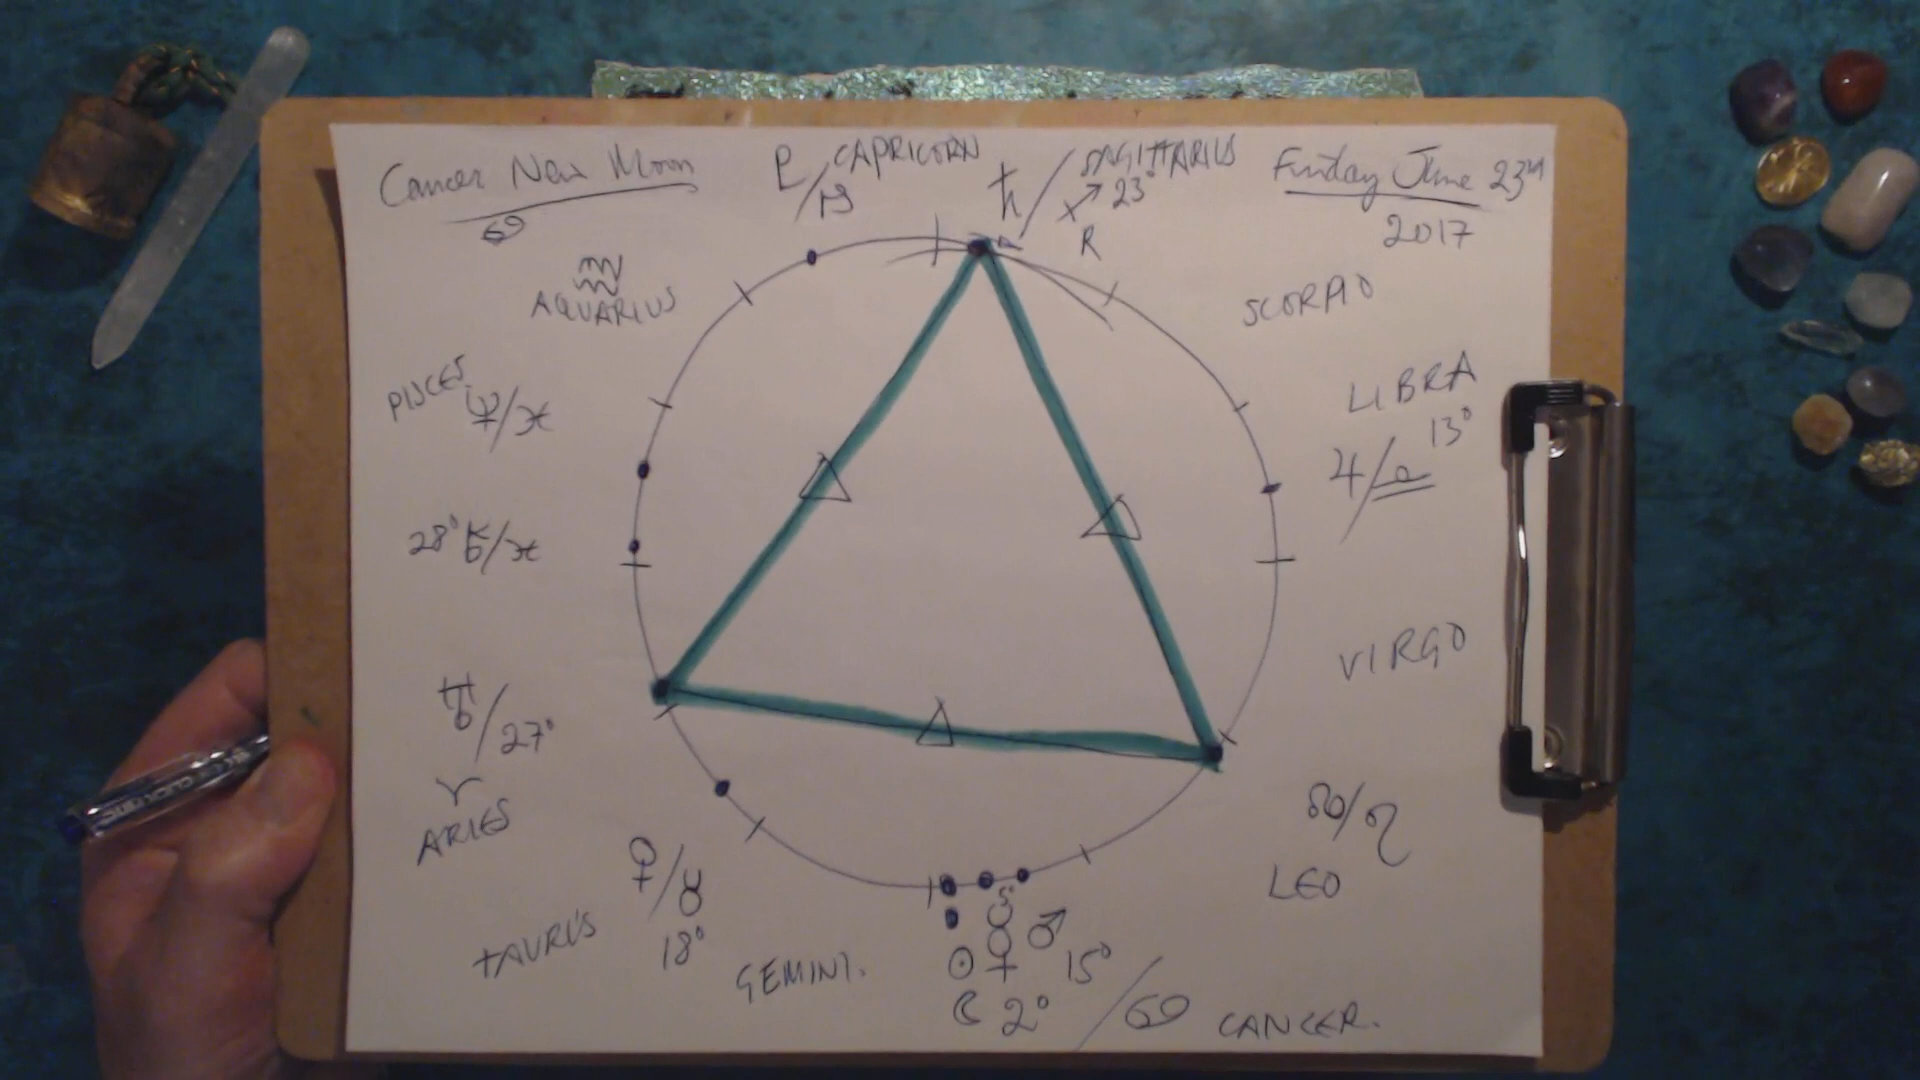 Cancer New Moon
♋
P/♑ CAPRICORN
♄/SAGITTARIUS
♐ 23°
R
Friday June 23rd
2017
♒
AQUARIUS
SCORPIO
PISCES
♆/♓
LIBRA
13°
♃/♎
28° ⚷/♓
VIRGO
♅/27°
♈
ARIES
☊/♌
LEO
♀/♉
18°
TAURUS
GEMINI.
5°
☿ ♂
☉ 15°
☾ 2° /♋ CANCER.